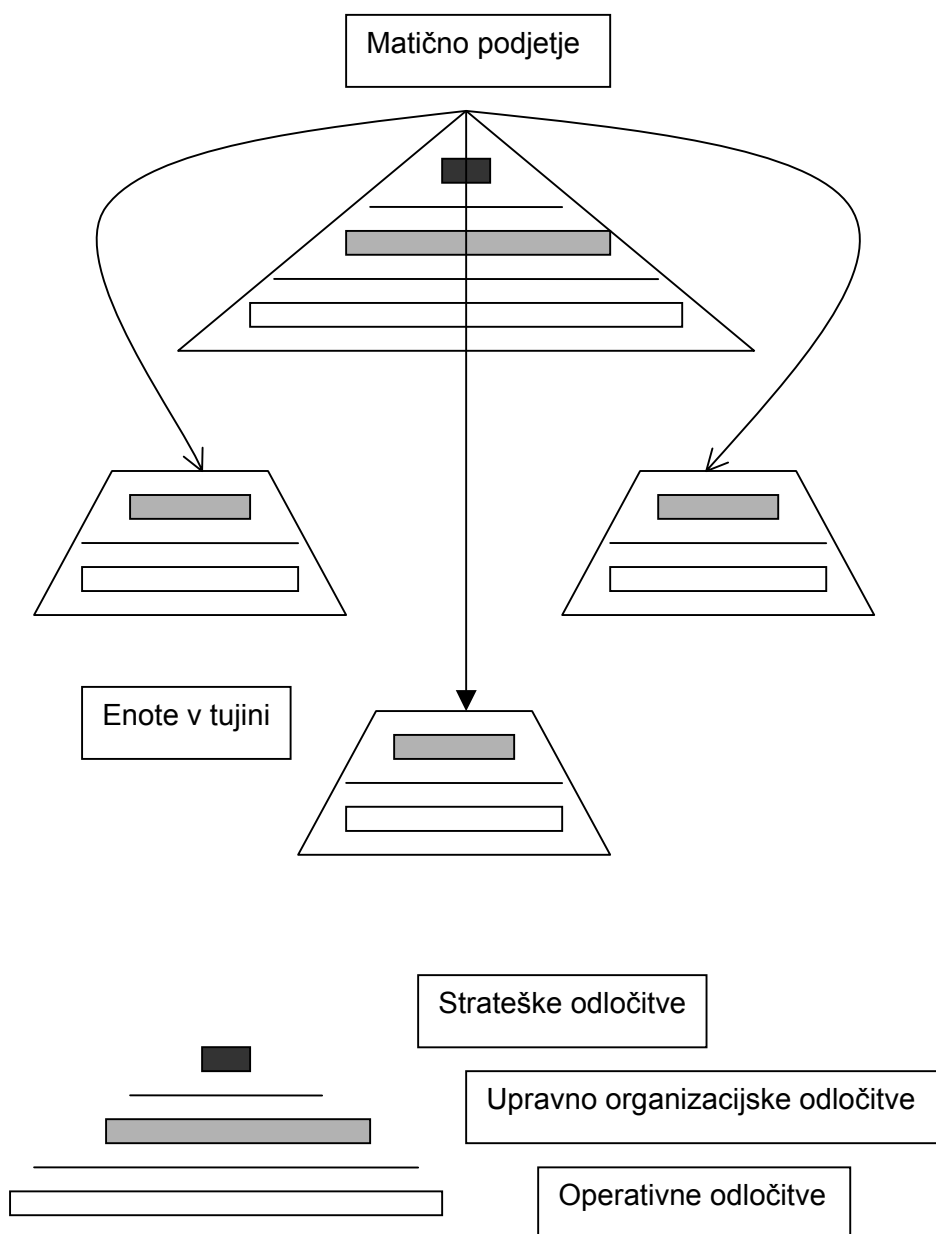 Matično podjetje
Enote v tujini
Strateške odločitve
Upravno organizacijske odločitve
Operativne odločitve